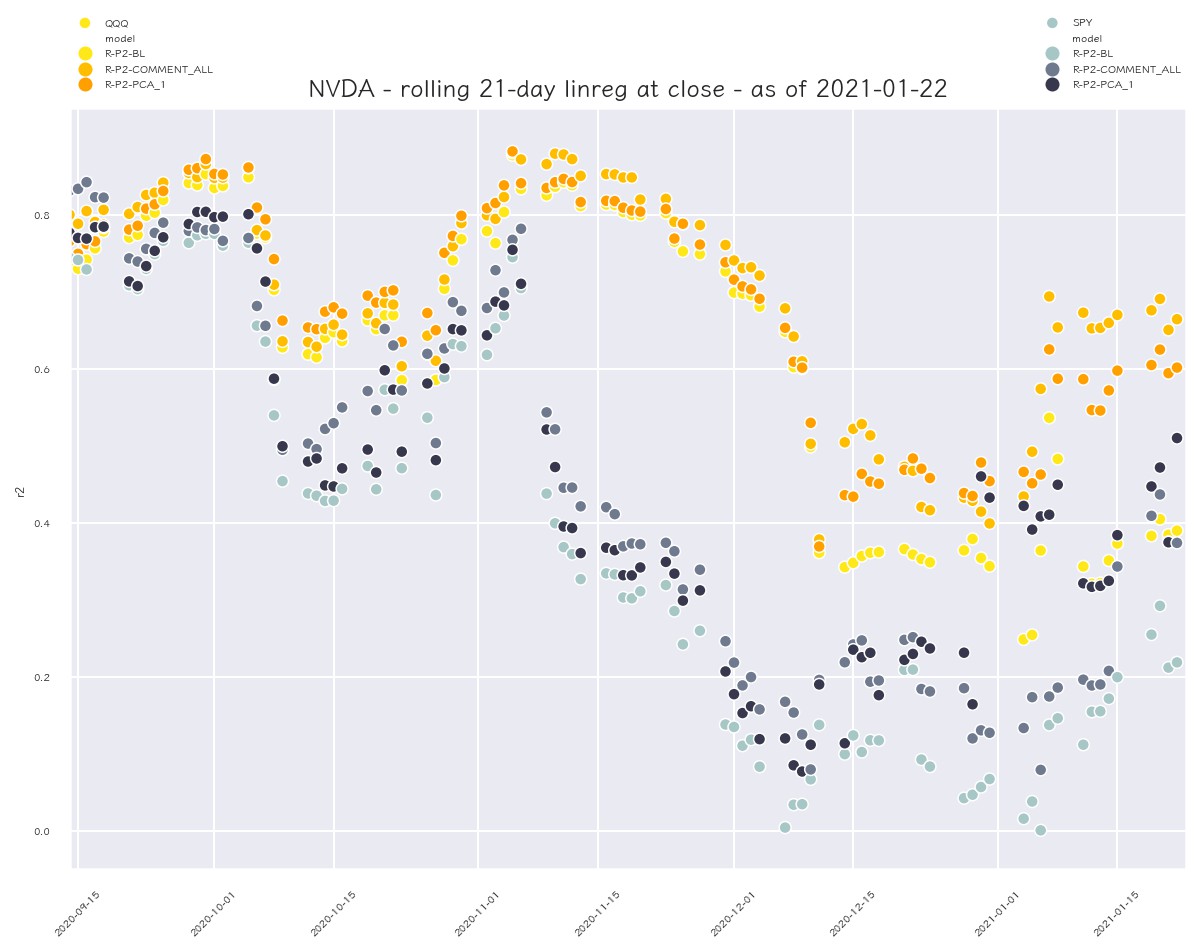 QQQ
model
R-P2-BL
R-P2-COMMENT_ALL
R-P2-PCA_1
SPY
model
R-P2-BL
R-P2-COMMENT_ALL
R-P2-PCA_1
NVDA - rolling 21-day linreg at close - as of 2021-01-22
r2
0.8
0.6
0.4
0.2
0.0
2020-09-15
2020-10-01
2020-10-15
2020-11-01
2020-11-15
2020-12-01
2020-12-15
2021-01-01
2021-01-15